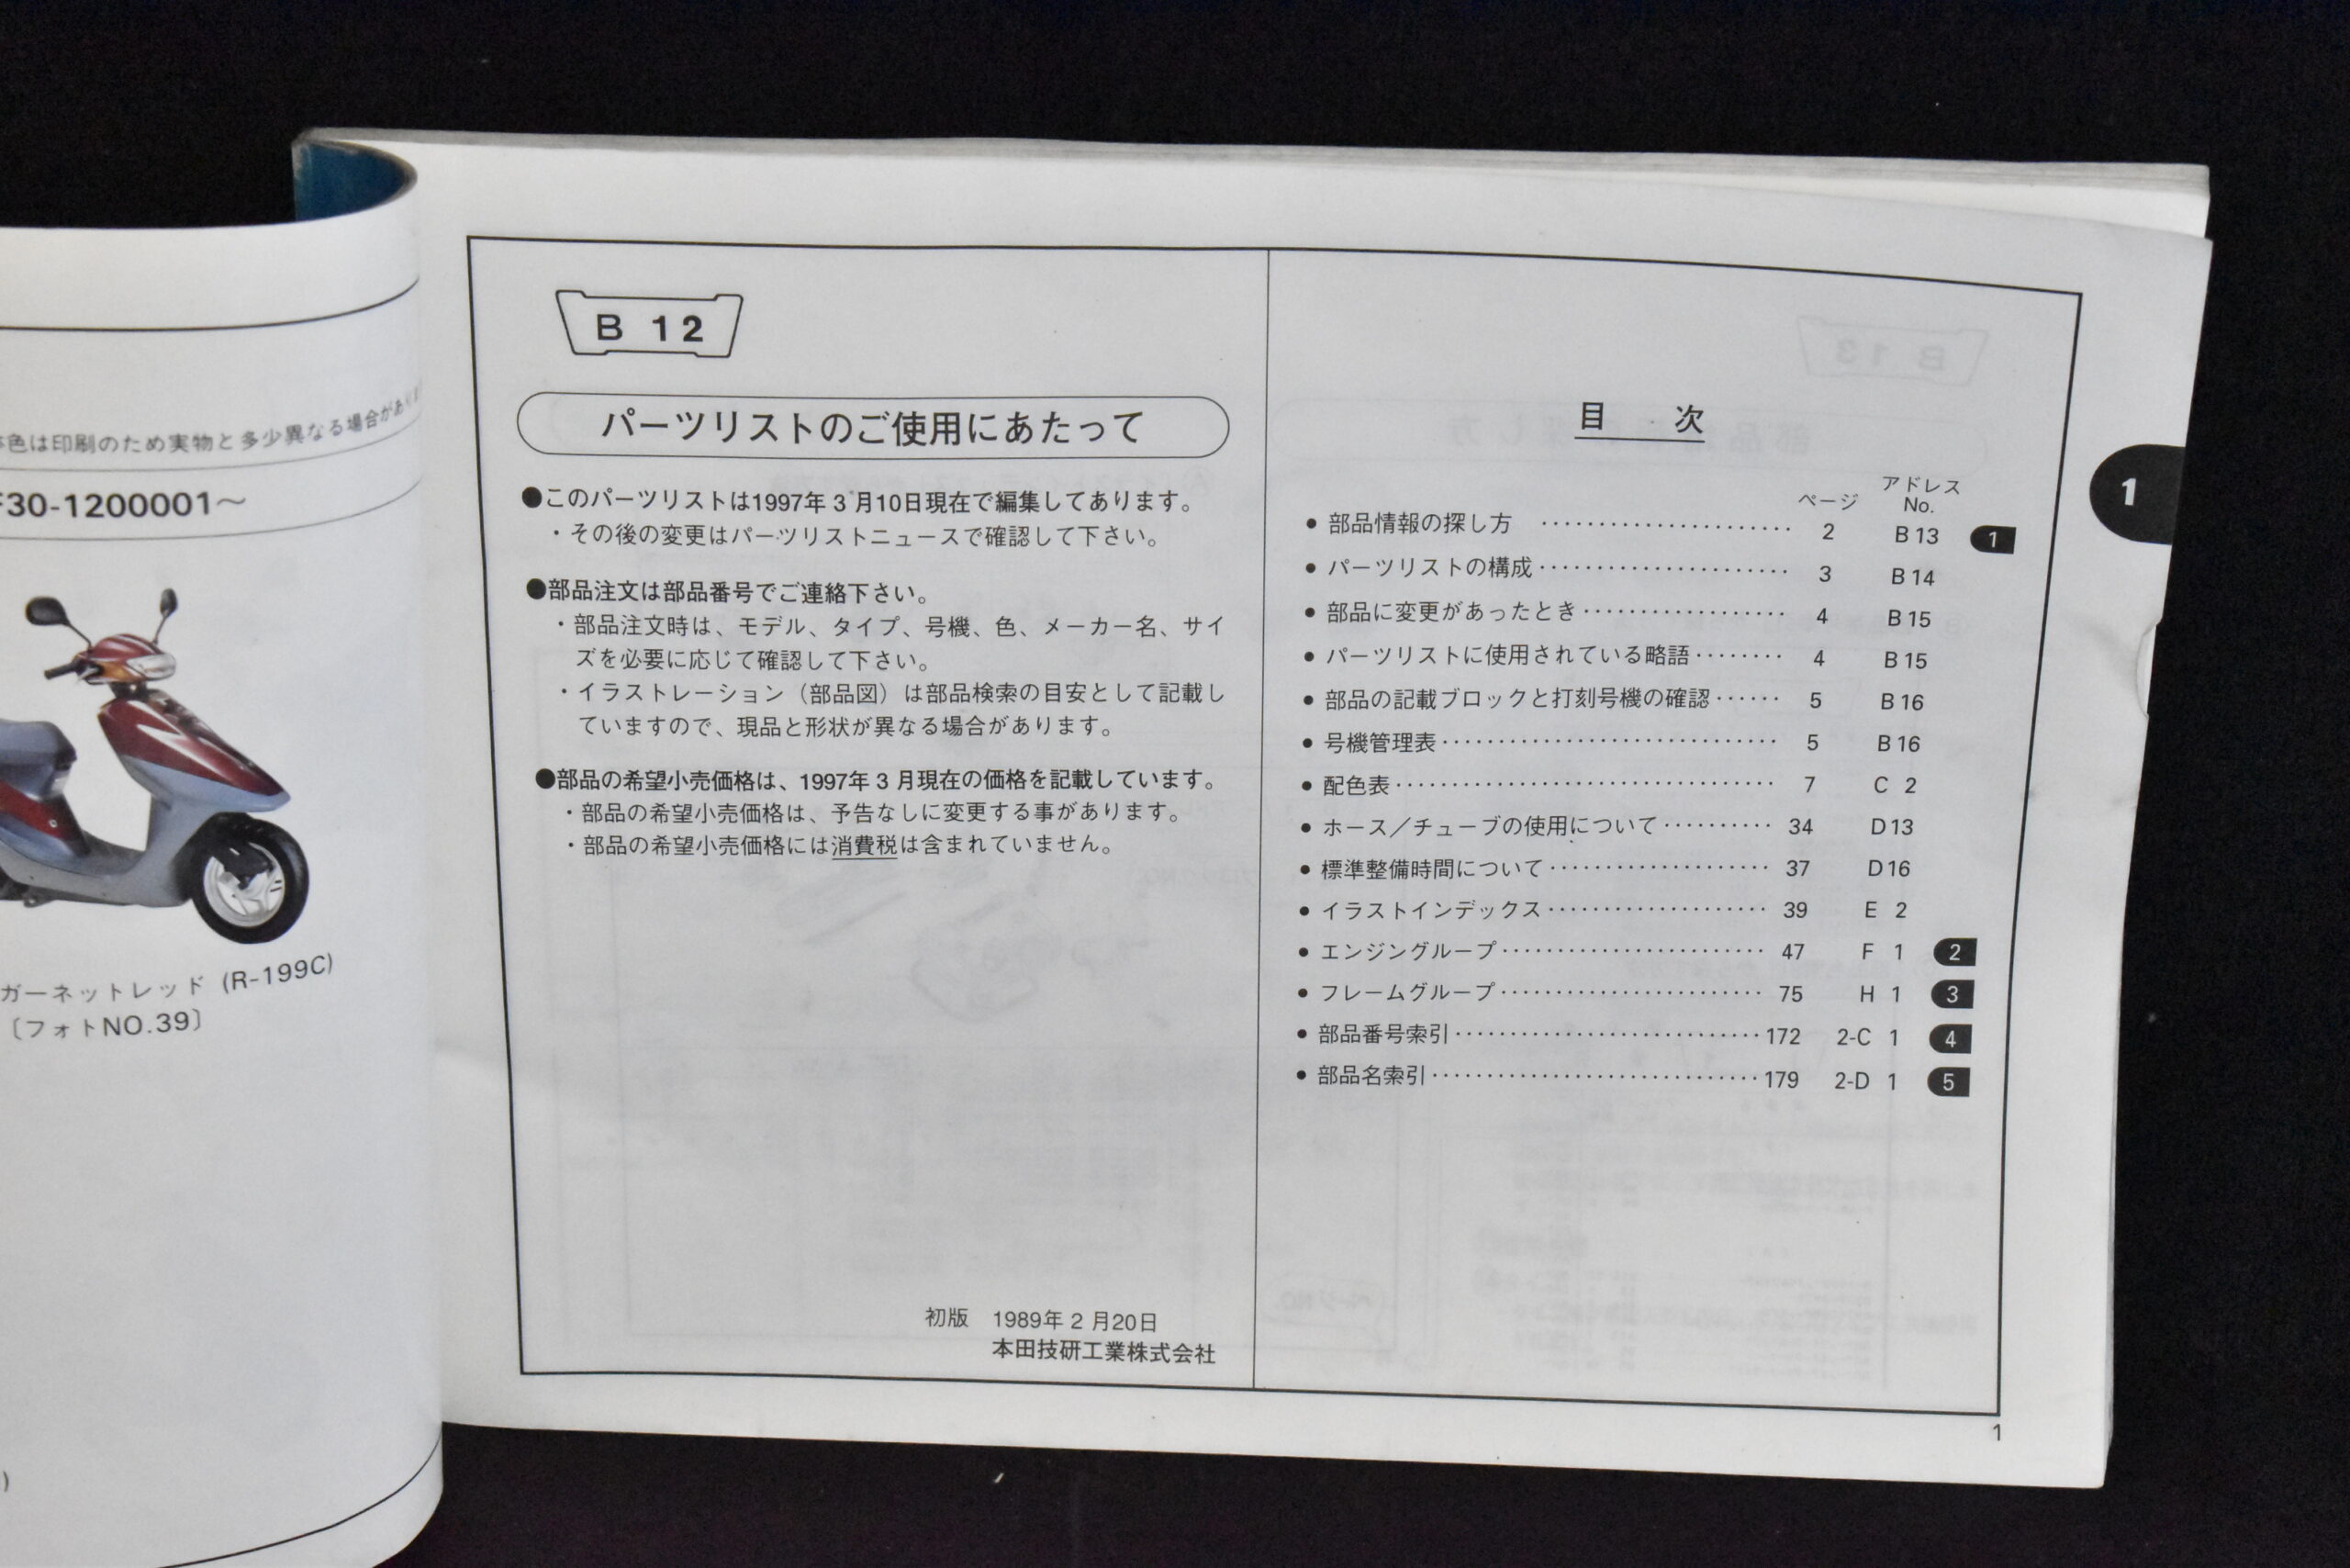 色は印刷のため実物と多少異なる場合があ
F30-1200001～
ガーネットレッド (R-199C)
〔フォトNO.39〕
B 12
パーツリストのご使用にあたって
●このパーツリストは1997年3月10日現在で編集してあります。
・その後の変更はパーツリストニュースで確認して下さい。
●部品注文は部品番号でご連絡下さい。
・部品注文時は、モデル、タイプ、号機、色、メーカー名、サイ
ズを必要に応じて確認して下さい。
・イラストレーション（部品図）は部品検索の目安として記載し
ていますので、現品と形状が異なる場合があります。
●部品の希望小売価格は、1997年3月現在の価格を記載しています。
・部品の希望小売価格は、予告なしに変更する事があります。
・部品の希望小売価格には消費税は含まれていません。
初版 1989年2月20日
本田技研工業株式会社
目 次
ページ アドレス
No.
● 部品情報の探し方 …………………… 2 B13 1
● パーツリストの構成…………………… 3 B14
● 部品に変更があったとき……………… 4 B15
● パーツリストに使用されている略語…… 4 B15
● 部品の記載ブロックと打刻号機の確認…… 5 B16
● 号機管理表…………………………… 5 B16
● 配色表………………………………… 7 C 2
● ホース／チューブの使用について……… 34 D13
● 標準整備時間について………………… 37 D16
● イラストインデックス………………… 39 E 2
● エンジングループ……………………… 47 F 1 2
● フレームグループ……………………… 75 H 1 3
● 部品番号索引…………………………172 2-C 1 4
● 部品名索引……………………………179 2-D 1 5
1
1